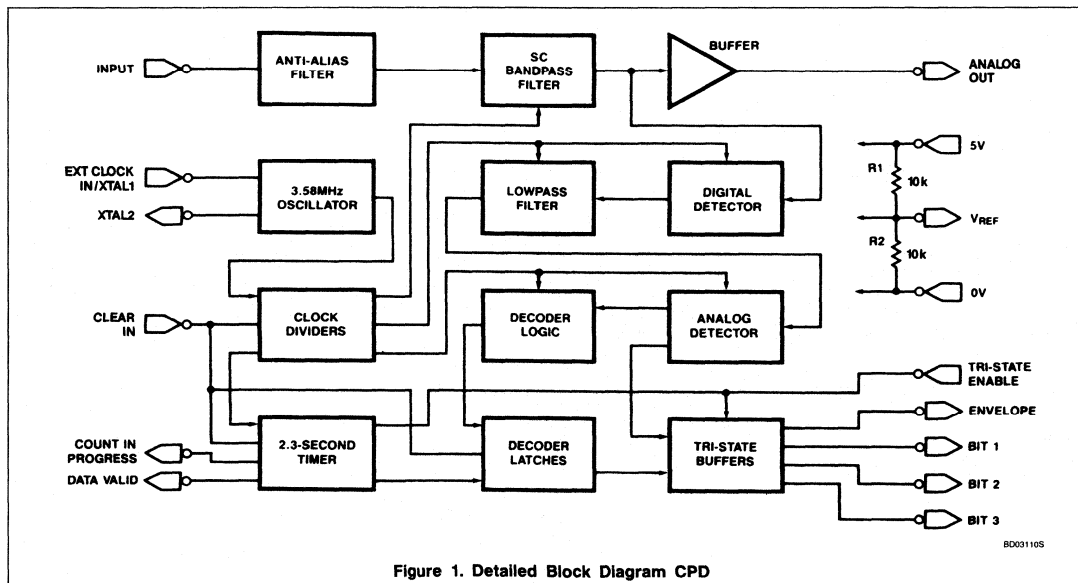 INPUT
ANTI-ALIAS
FILTER
SC
BANDPASS
FILTER
BUFFER
ANALOG
OUT
EXT CLOCK
IN/XTAL1
XTAL2
3.58MHz
OSCILLATOR
LOWPASS
FILTER
DIGITAL
DETECTOR
5V
R1
10k
VREF
R2
10k
0V
CLEAR
IN
CLOCK
DIVIDERS
DECODER
LOGIC
ANALOG
DETECTOR
TRI-STATE
ENABLE
ENVELOPE
COUNT IN
PROGRESS
DATA VALID
2.3-SECOND
TIMER
DECODER
LATCHES
TRI-STATE
BUFFERS
BIT 1
BIT 2
BIT 3
BD03110S
Figure 1. Detailed Block Diagram CPD